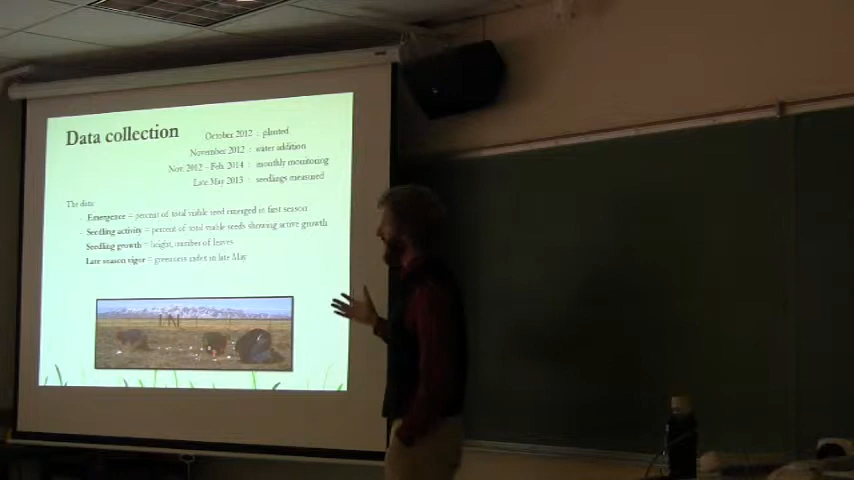 Data collection
October 2012 : planted
November 2012 : water addition
Nov. 2012 - Feb. 2014 : monthly monitoring
Late May 2013 : seedlings measured
The data:
Emergence = percent of total viable seed emerged in first season
Seedling activity = percent of total viable seeds showing active growth
Seedling growth = height, number of leaves
Late season vigor = greenness index in late May